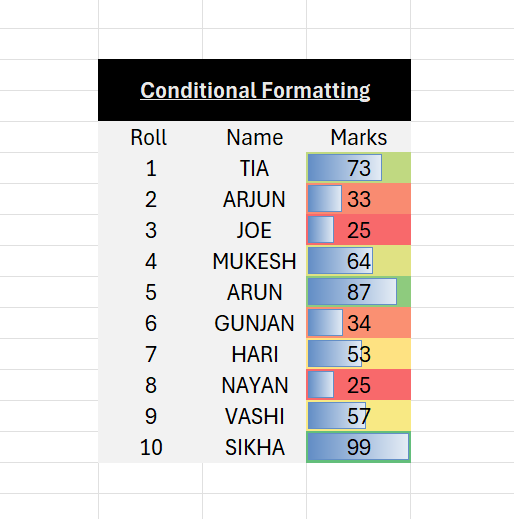 Conditional Formatting
Roll Name Marks
1 TIA 73
2 ARJUN 33
3 JOE 25
4 MUKESH 64
5 ARUN 87
6 GUNJAN 34
7 HARI 53
8 NAYAN 25
9 VASHI 57
10 SIKHA 99